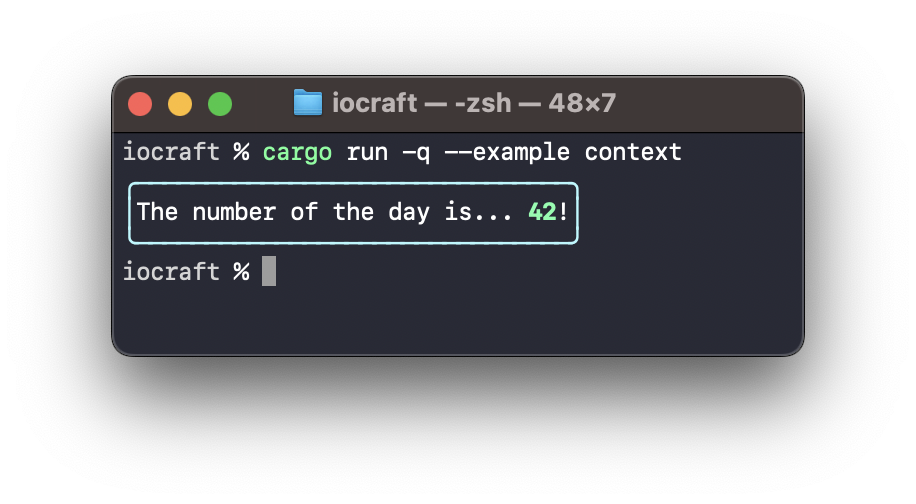 iocraft — -zsh — 48×7
iocraft % cargo run -q --example context
The number of the day is... 42!
iocraft %